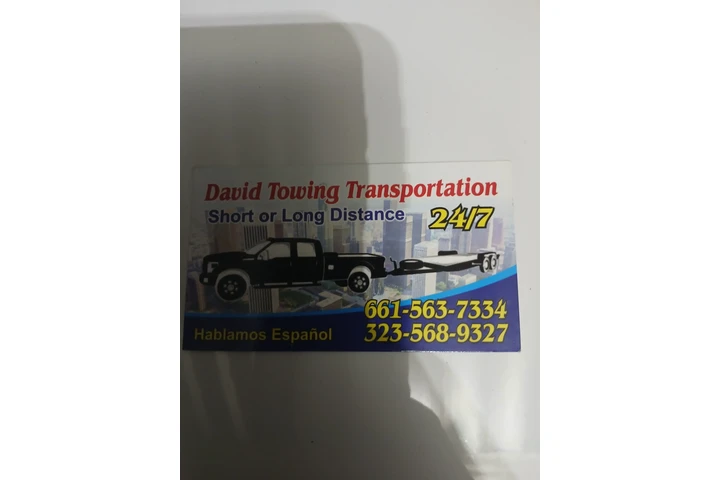 David Towing Transportation
Short or Long Distance 24/7
661-563-7334
Hablamos Español 323-568-9327